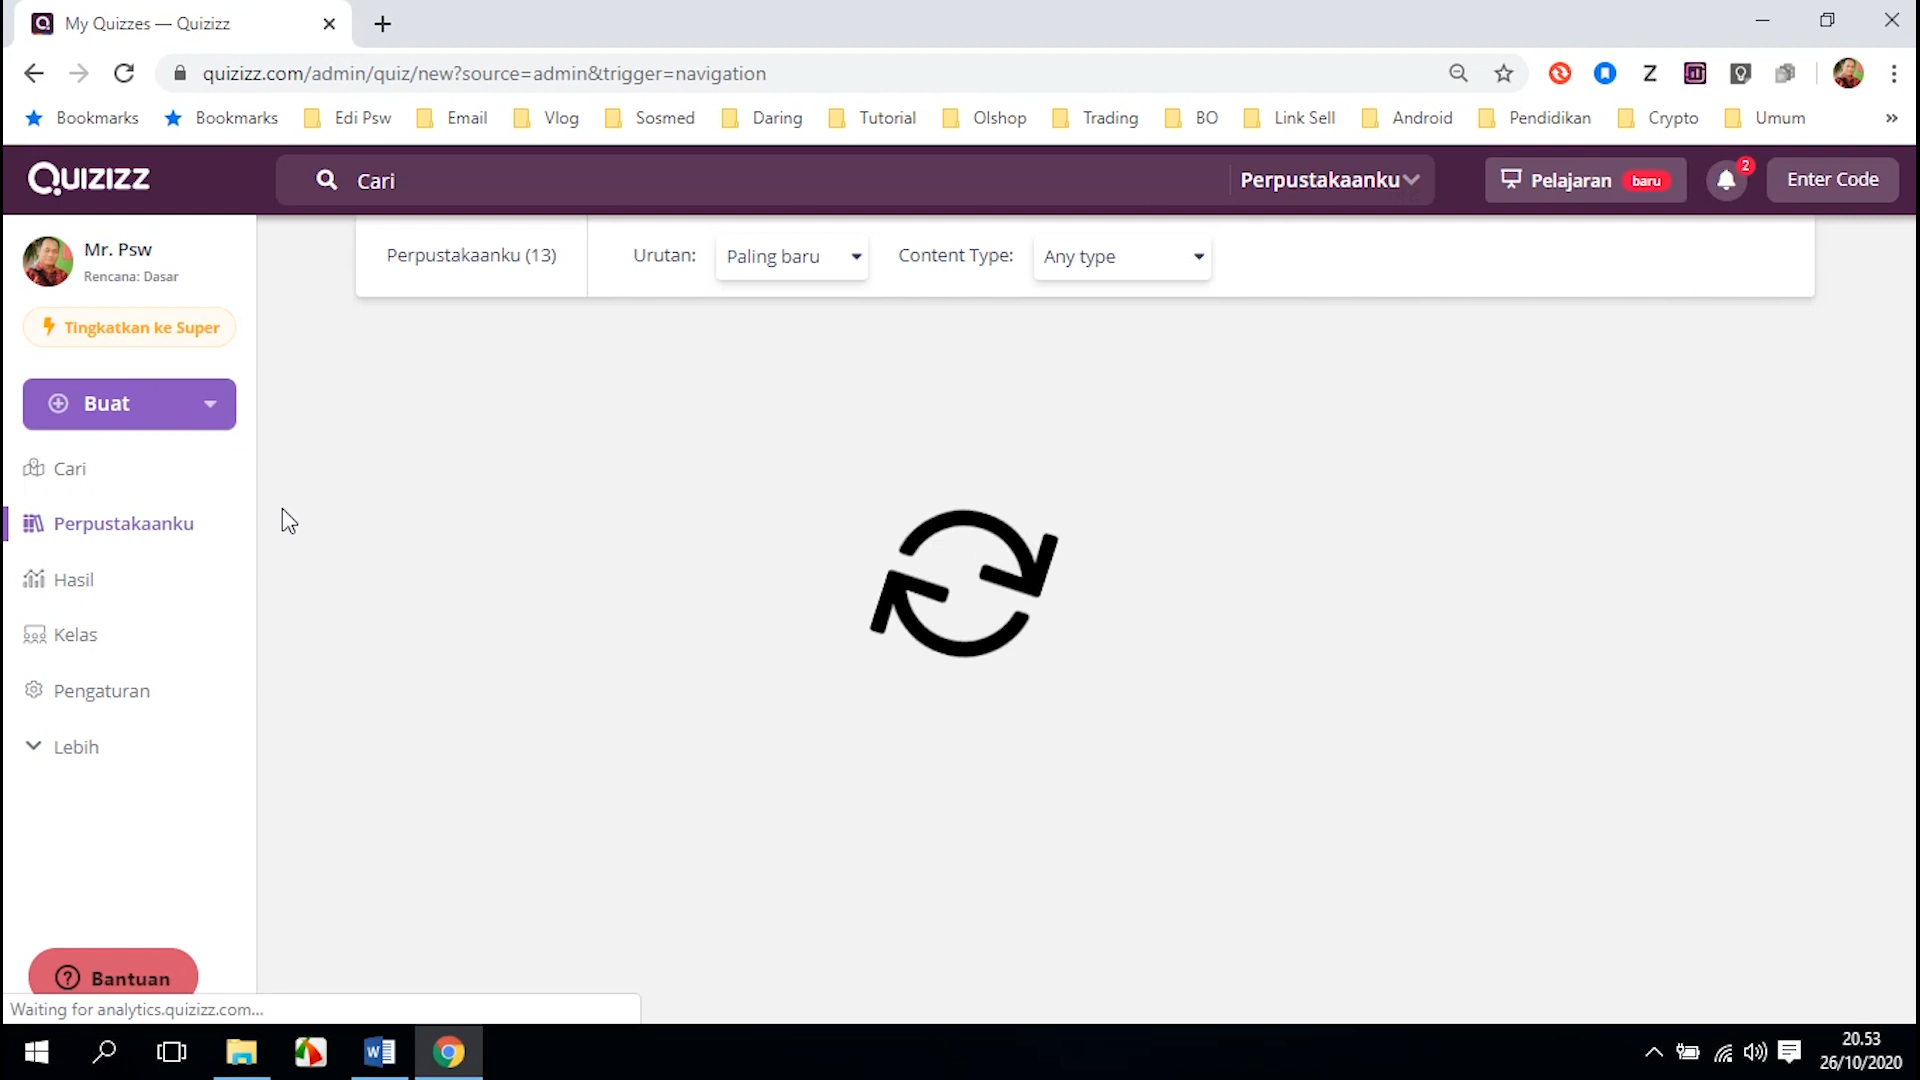 My Quizzes — Quizizz
quizizz.com/admin/quiz/new?source=admin&trigger=navigation
Bookmarks Bookmarks Edi Psw Email Vlog Sosmed Daring Tutorial Olshop Trading BO Link Sell Android Pendidikan Crypto Umum »
QUIZIZZ Cari Perpustakaanku Pelajaran baru 2 Enter Code
Mr. Psw
Rencana: Dasar
Perpustakaanku (13) Urutan: Paling baru Content Type: Any type
Tingkatkan ke Super
Buat
Cari
Perpustakaanku
Hasil
Kelas
Pengaturan
Lebih
Bantuan
Waiting for analytics.quizizz.com...
20.53
26/10/2020